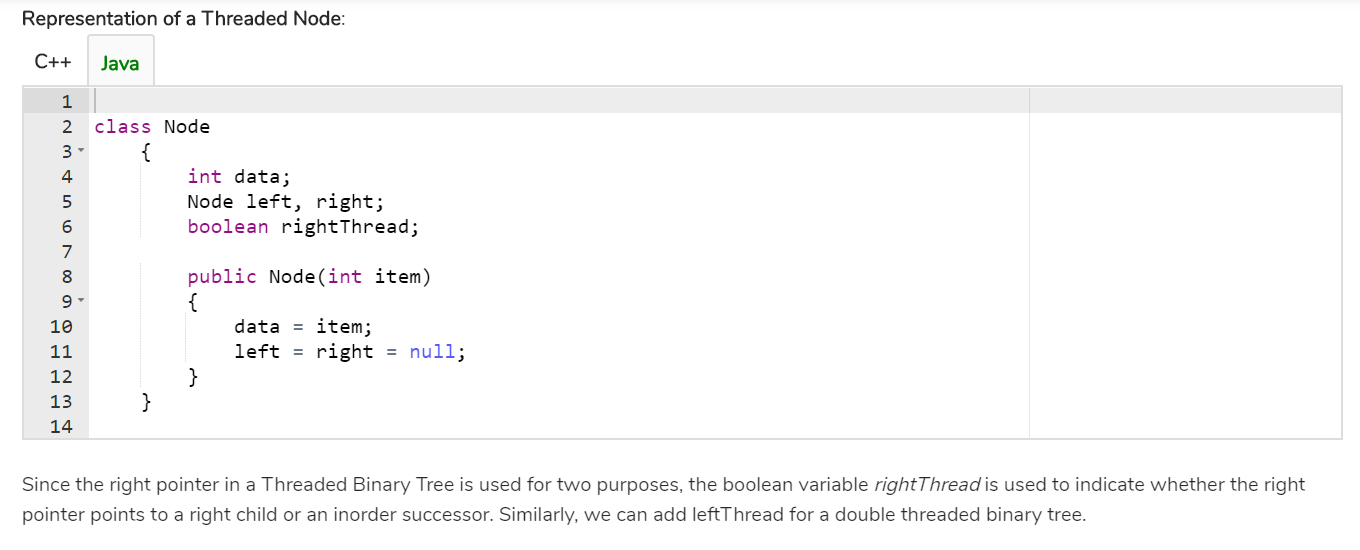 Representation of a Threaded Node:
C++ Java
1
2 class Node
3 {
4 int data;
5 Node left, right;
6 boolean rightThread;
7
8 public Node(int item)
9 {
10 data = item;
11 left = right = null;
12 }
13 }
14
Since the right pointer in a Threaded Binary Tree is used for two purposes, the boolean variable rightThread is used to indicate whether the right
pointer points to a right child or an inorder successor. Similarly, we can add leftThread for a double threaded binary tree.